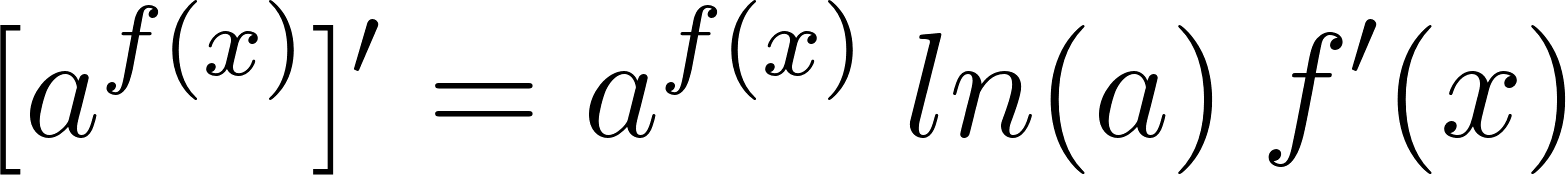 [a^{f(x)}]' = a^{f(x)} ln(a) f'(x)